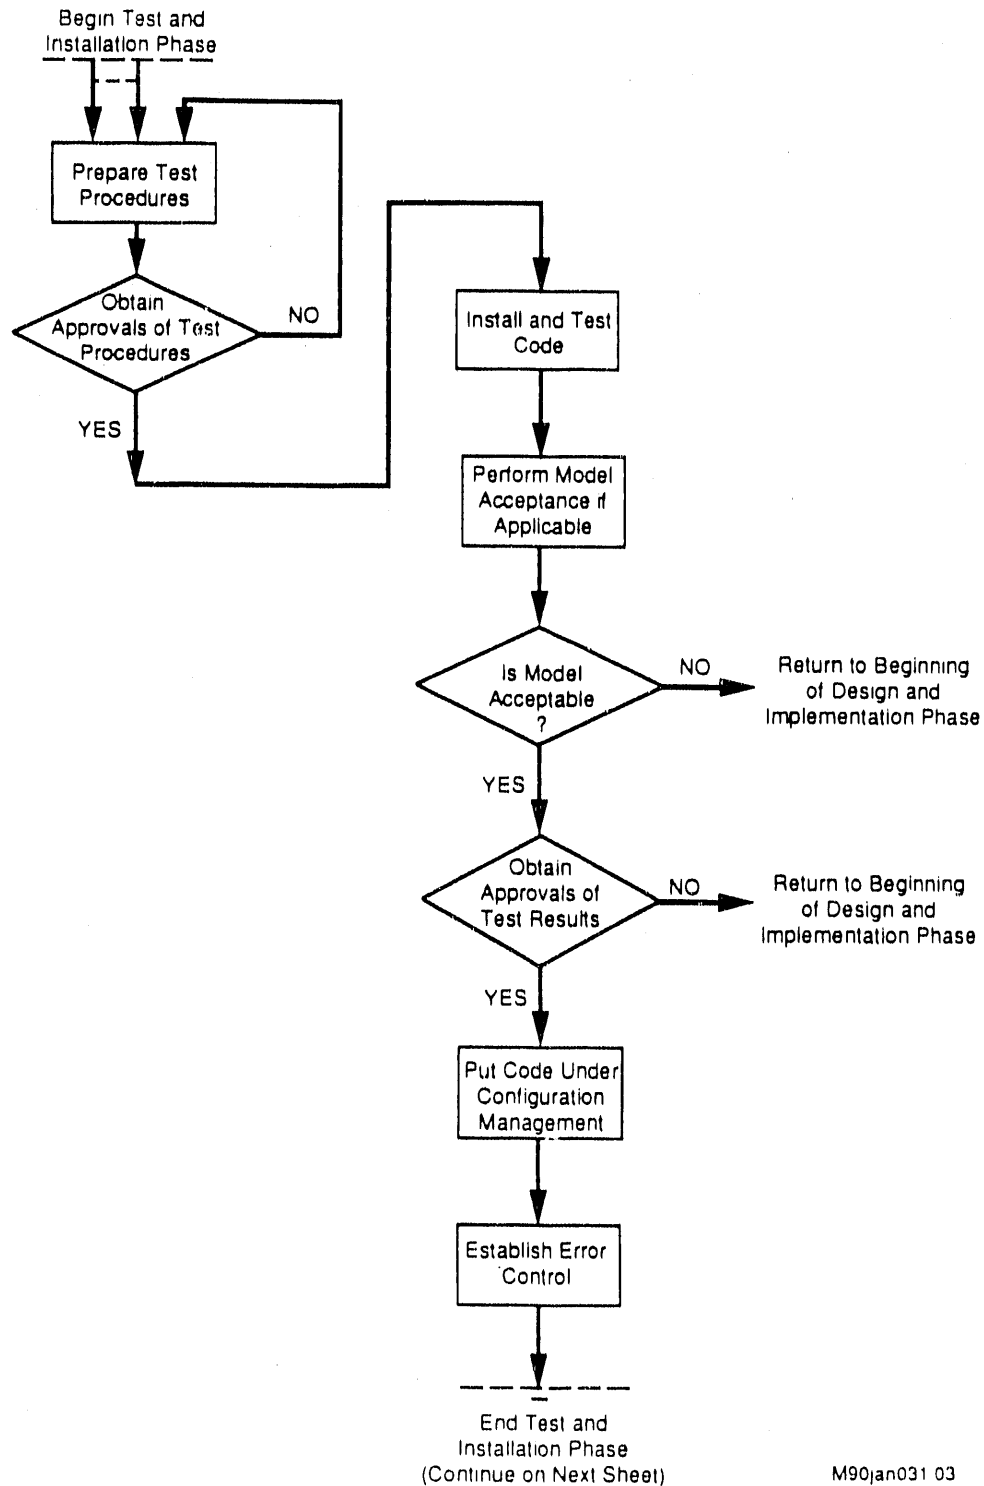 Begin Test and
Installation Phase
Prepare Test
Procedures
Obtain
Approvals of Test
Procedures
NO
YES
Install and Test
Code
Perform Model
Acceptance if
Applicable
Is Model
Acceptable
?
NO
Return to Beginning
of Design and
Implementation Phase
YES
Obtain
Approvals of
Test Results
NO
Return to Beginning
of Design and
Implementation Phase
YES
Put Code Under
Configuration
Management
Establish Error
Control
End Test and
Installation Phase
(Continue on Next Sheet)
M90jan031 03